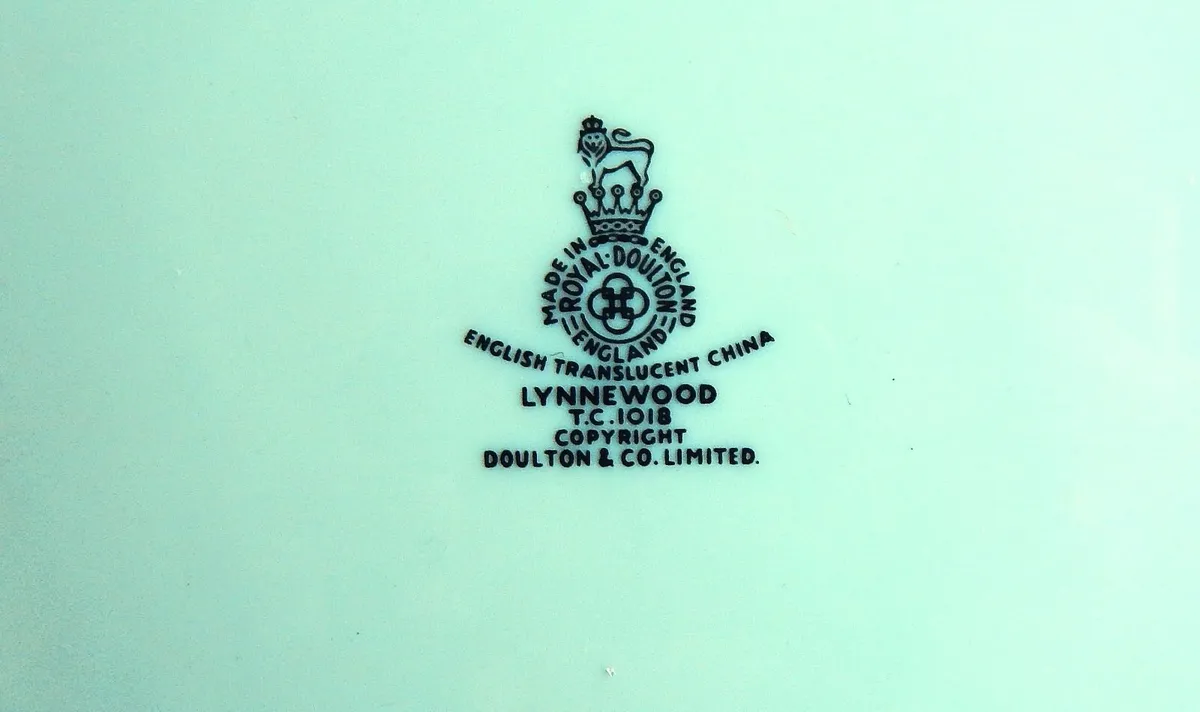 MADE IN ENGLAND
ROYAL·DOULTON
ENGLAND
ENGLISH TRANSLUCENT CHINA
LYNNEWOOD
T.C.1018
COPYRIGHT
DOULTON & CO. LIMITED.